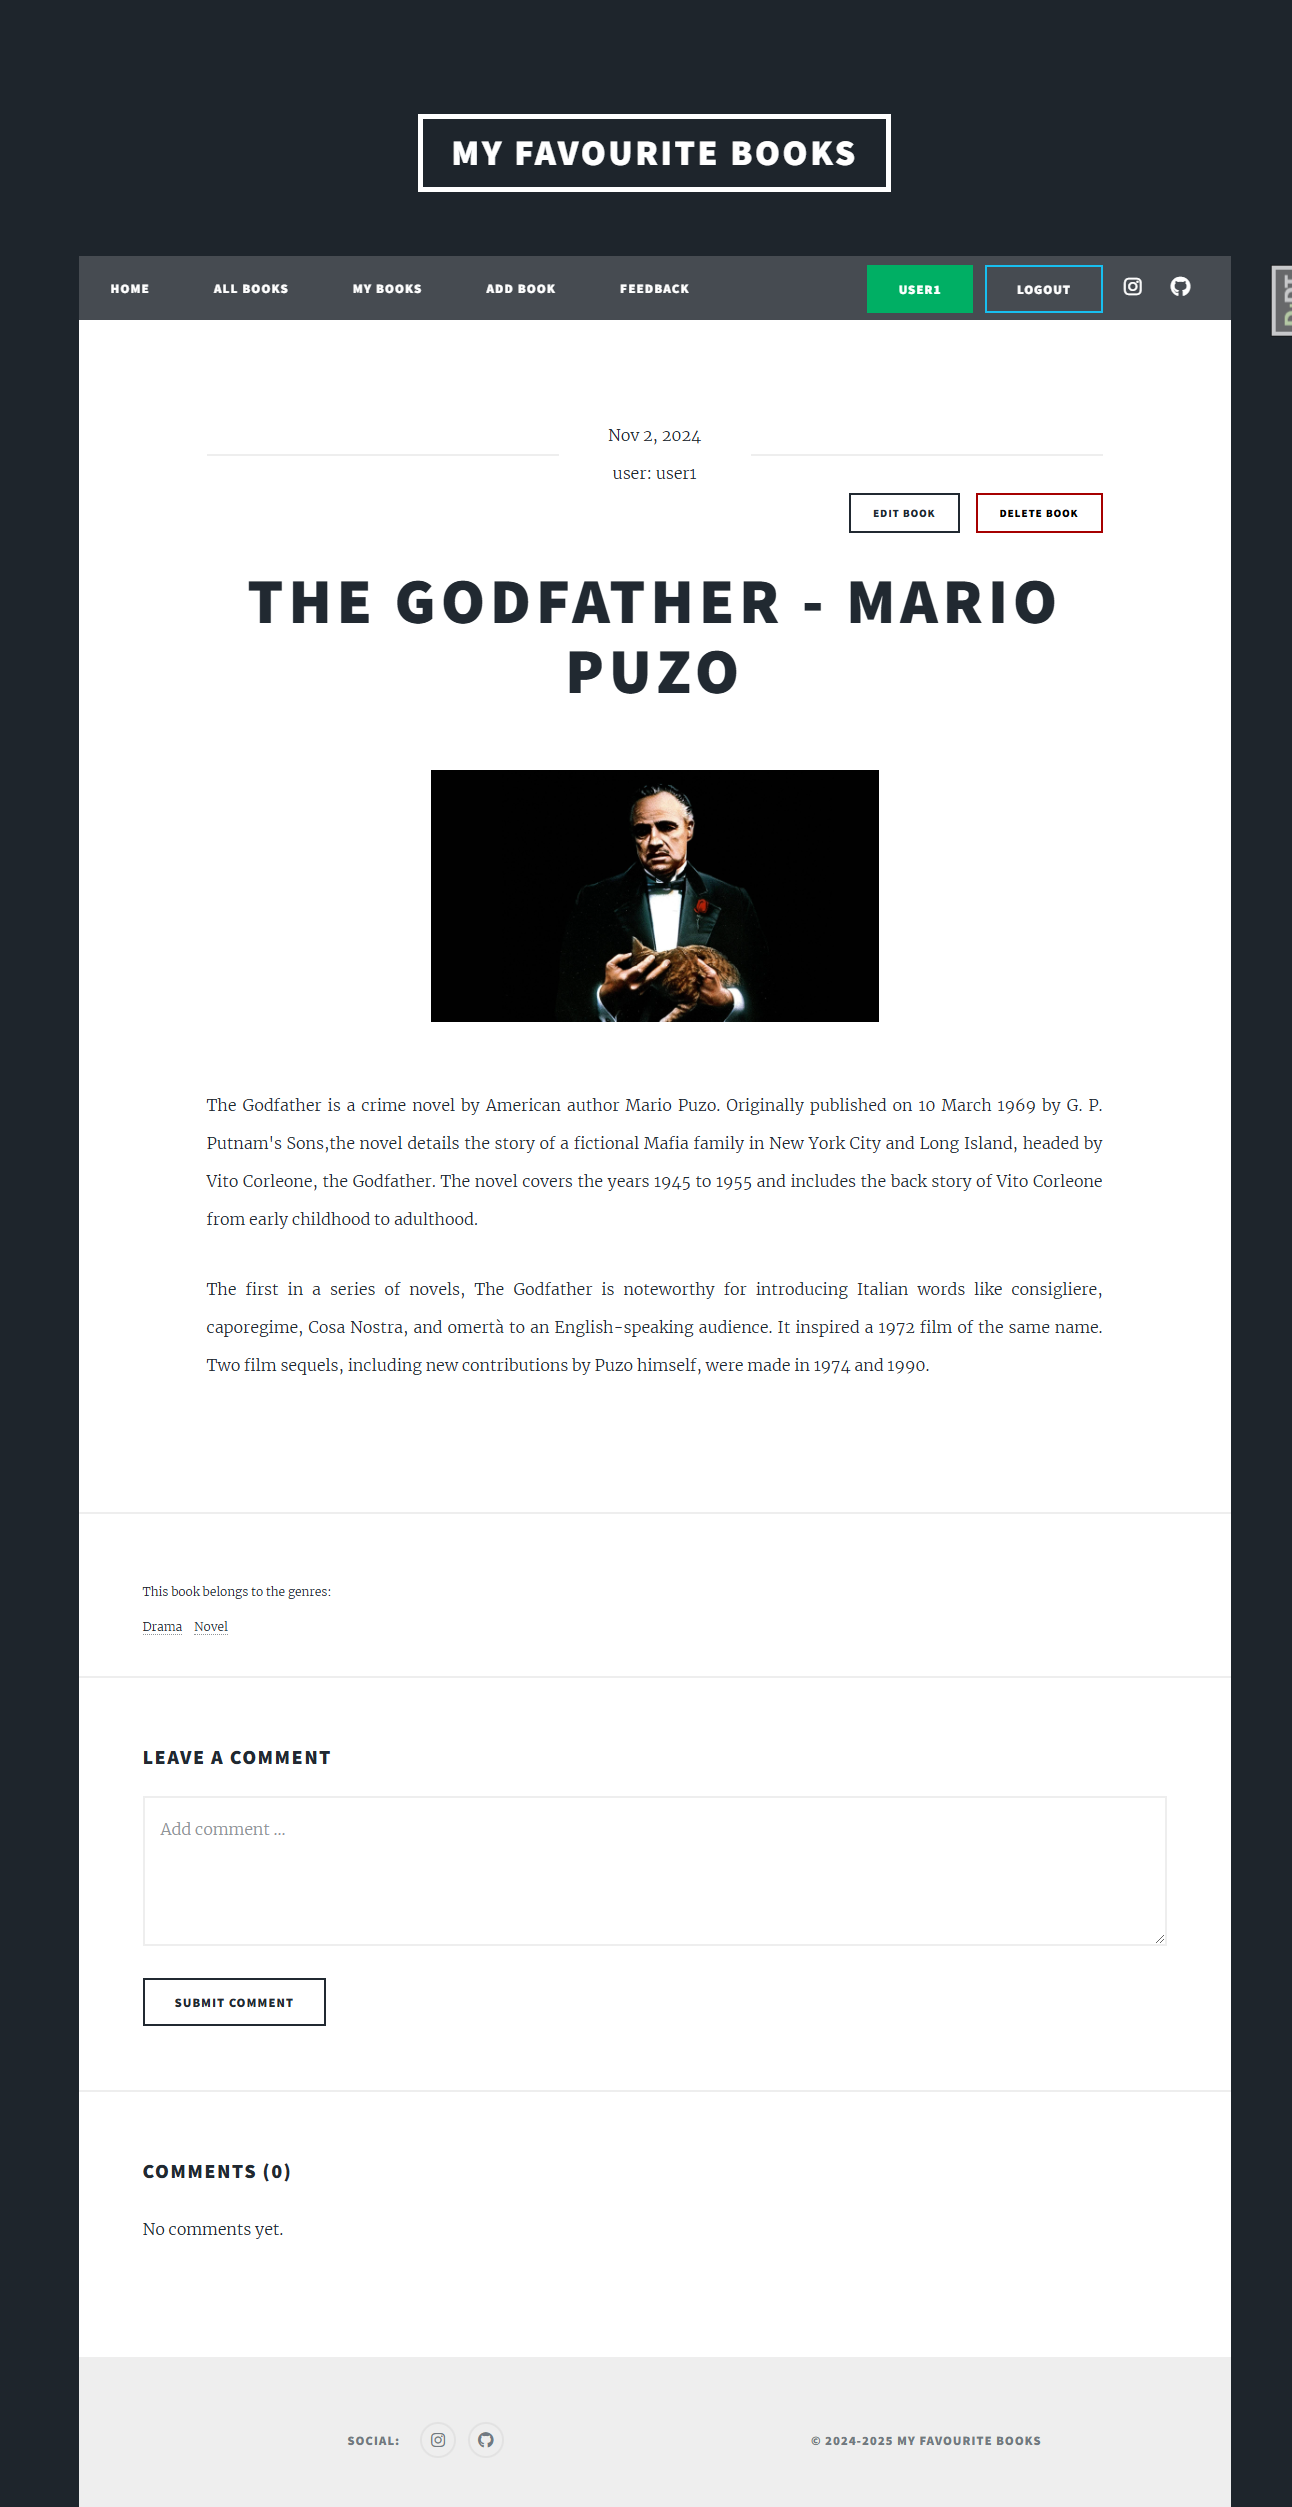 MY FAVOURITE BOOKS
HOME
ALL BOOKS
MY BOOKS
ADD BOOK
FEEDBACK
USER1
LOGOUT
Nov 2, 2024
user: user1
EDIT BOOK
DELETE BOOK
THE GODFATHER - MARIO
PUZO
The Godfather is a crime novel by American author Mario Puzo. Originally published on 10 March 1969 by G. P.
Putnam's Sons,the novel details the story of a fictional Mafia family in New York City and Long Island, headed by
Vito Corleone, the Godfather. The novel covers the years 1945 to 1955 and includes the back story of Vito Corleone
from early childhood to adulthood.
The first in a series of novels, The Godfather is noteworthy for introducing Italian words like consigliere,
caporegime, Cosa Nostra, and omertà to an English-speaking audience. It inspired a 1972 film of the same name.
Two film sequels, including new contributions by Puzo himself, were made in 1974 and 1990.
This book belongs to the genres:
Drama Novel
LEAVE A COMMENT
Add comment ...
SUBMIT COMMENT
COMMENTS (0)
No comments yet.
SOCIAL:
© 2024-2025 MY FAVOURITE BOOKS